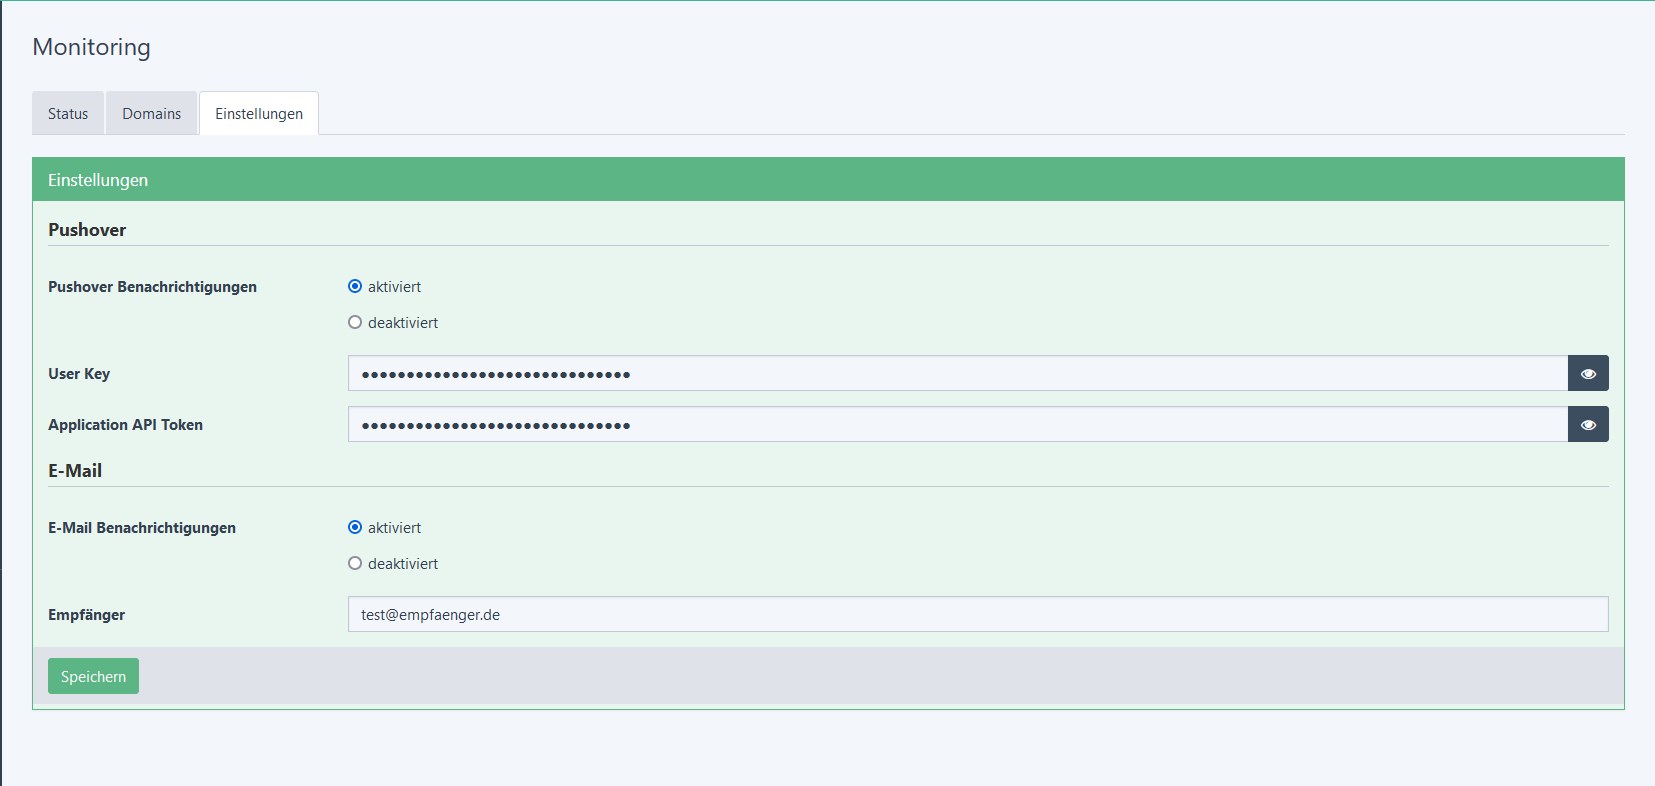 Monitoring
Status Domains Einstellungen
Einstellungen
Pushover
Pushover Benachrichtigungen aktiviert
deaktiviert
User Key ••••••••••••••••••••••••••••••
Application API Token ••••••••••••••••••••••••••••••
E-Mail
E-Mail Benachrichtigungen aktiviert
deaktiviert
Empfänger test@empfaenger.de
Speichern